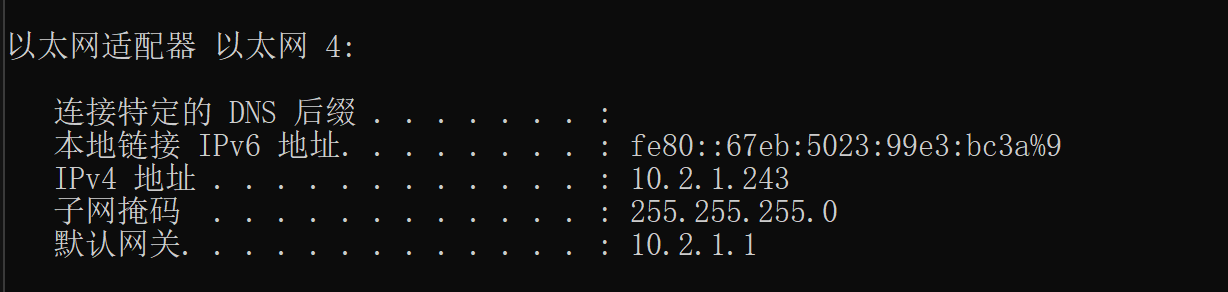 以太网适配器 以太网 4:
连接特定的 DNS 后缀 . . . . . . . :
本地链接 IPv6 地址. . . . . . . . : fe80::67eb:5023:99e3:bc3a%9
IPv4 地址 . . . . . . . . . . . . : 10.2.1.243
子网掩码  . . . . . . . . . . . . : 255.255.255.0
默认网关. . . . . . . . . . . . . : 10.2.1.1